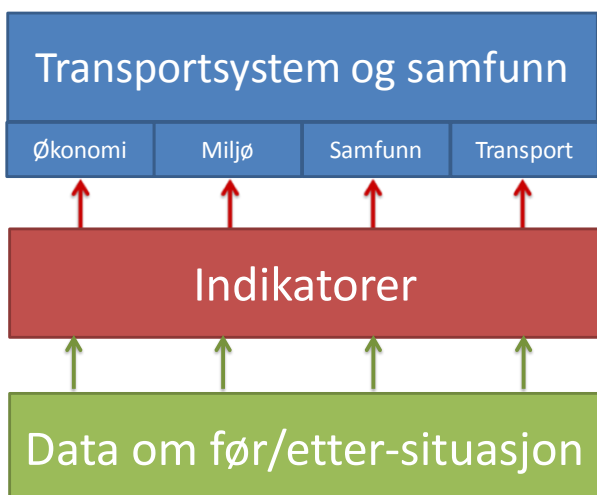 Transportsystem og samfunn
Økonomi Miljø Samfunn Transport
Indikatorer
Data om før/etter-situasjon